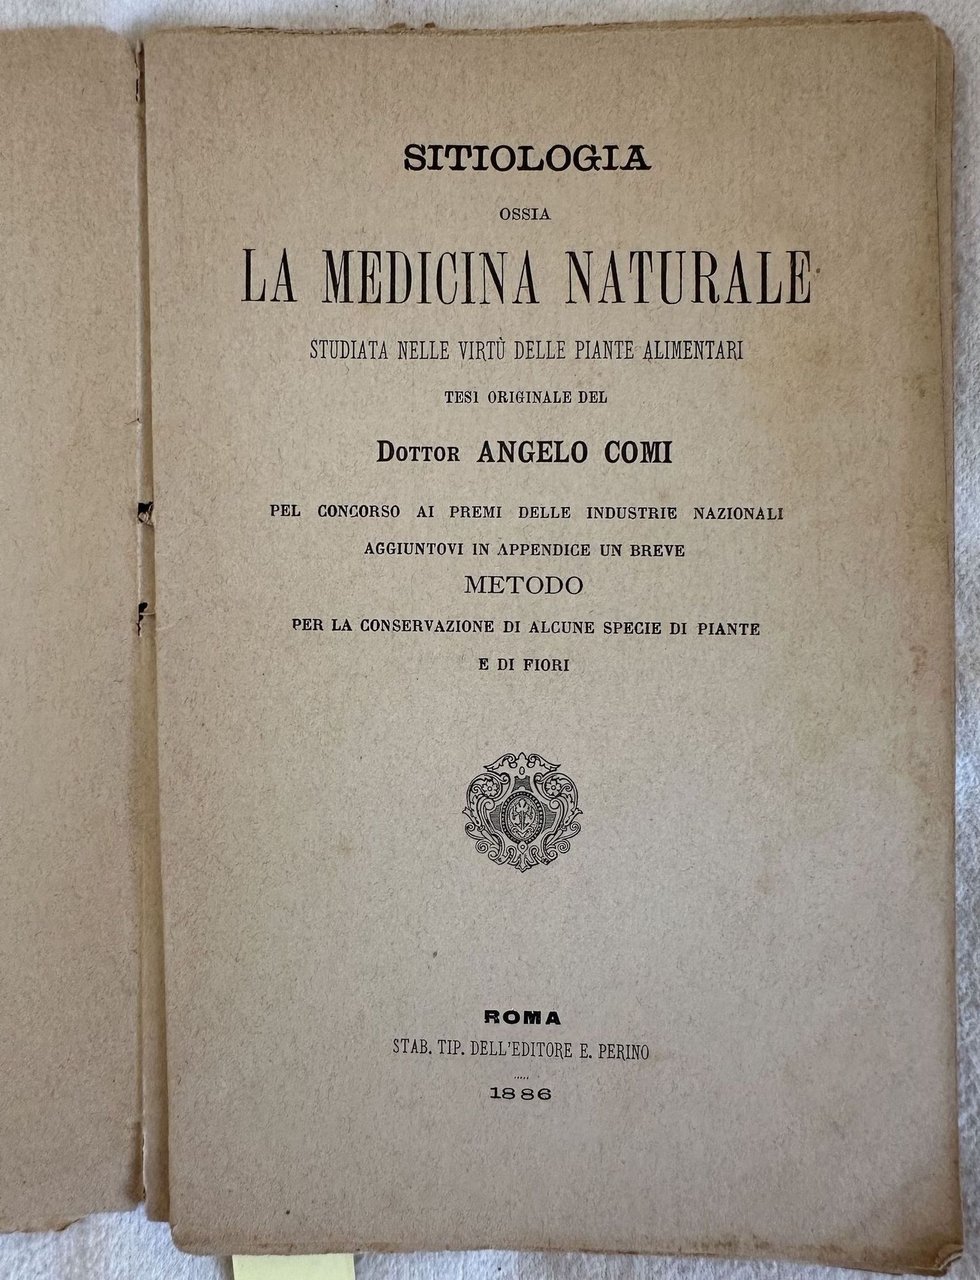 SITIOLOGIA
OSSIA
LA MEDICINA NATURALE
STUDIATA NELLE VIRTÙ DELLE PIANTE ALIMENTARI
TESI ORIGINALE DEL
DOTTOR ANGELO COMI
PEL CONCORSO AI PREMI DELLE INDUSTRIE NAZIONALI
AGGIUNTOVI IN APPENDICE UN BREVE
METODO
PER LA CONSERVAZIONE DI ALCUNE SPECIE DI PIANTE
E DI FIORI
ROMA
STAB. TIP. DELL'EDITORE E. PERINO
1886